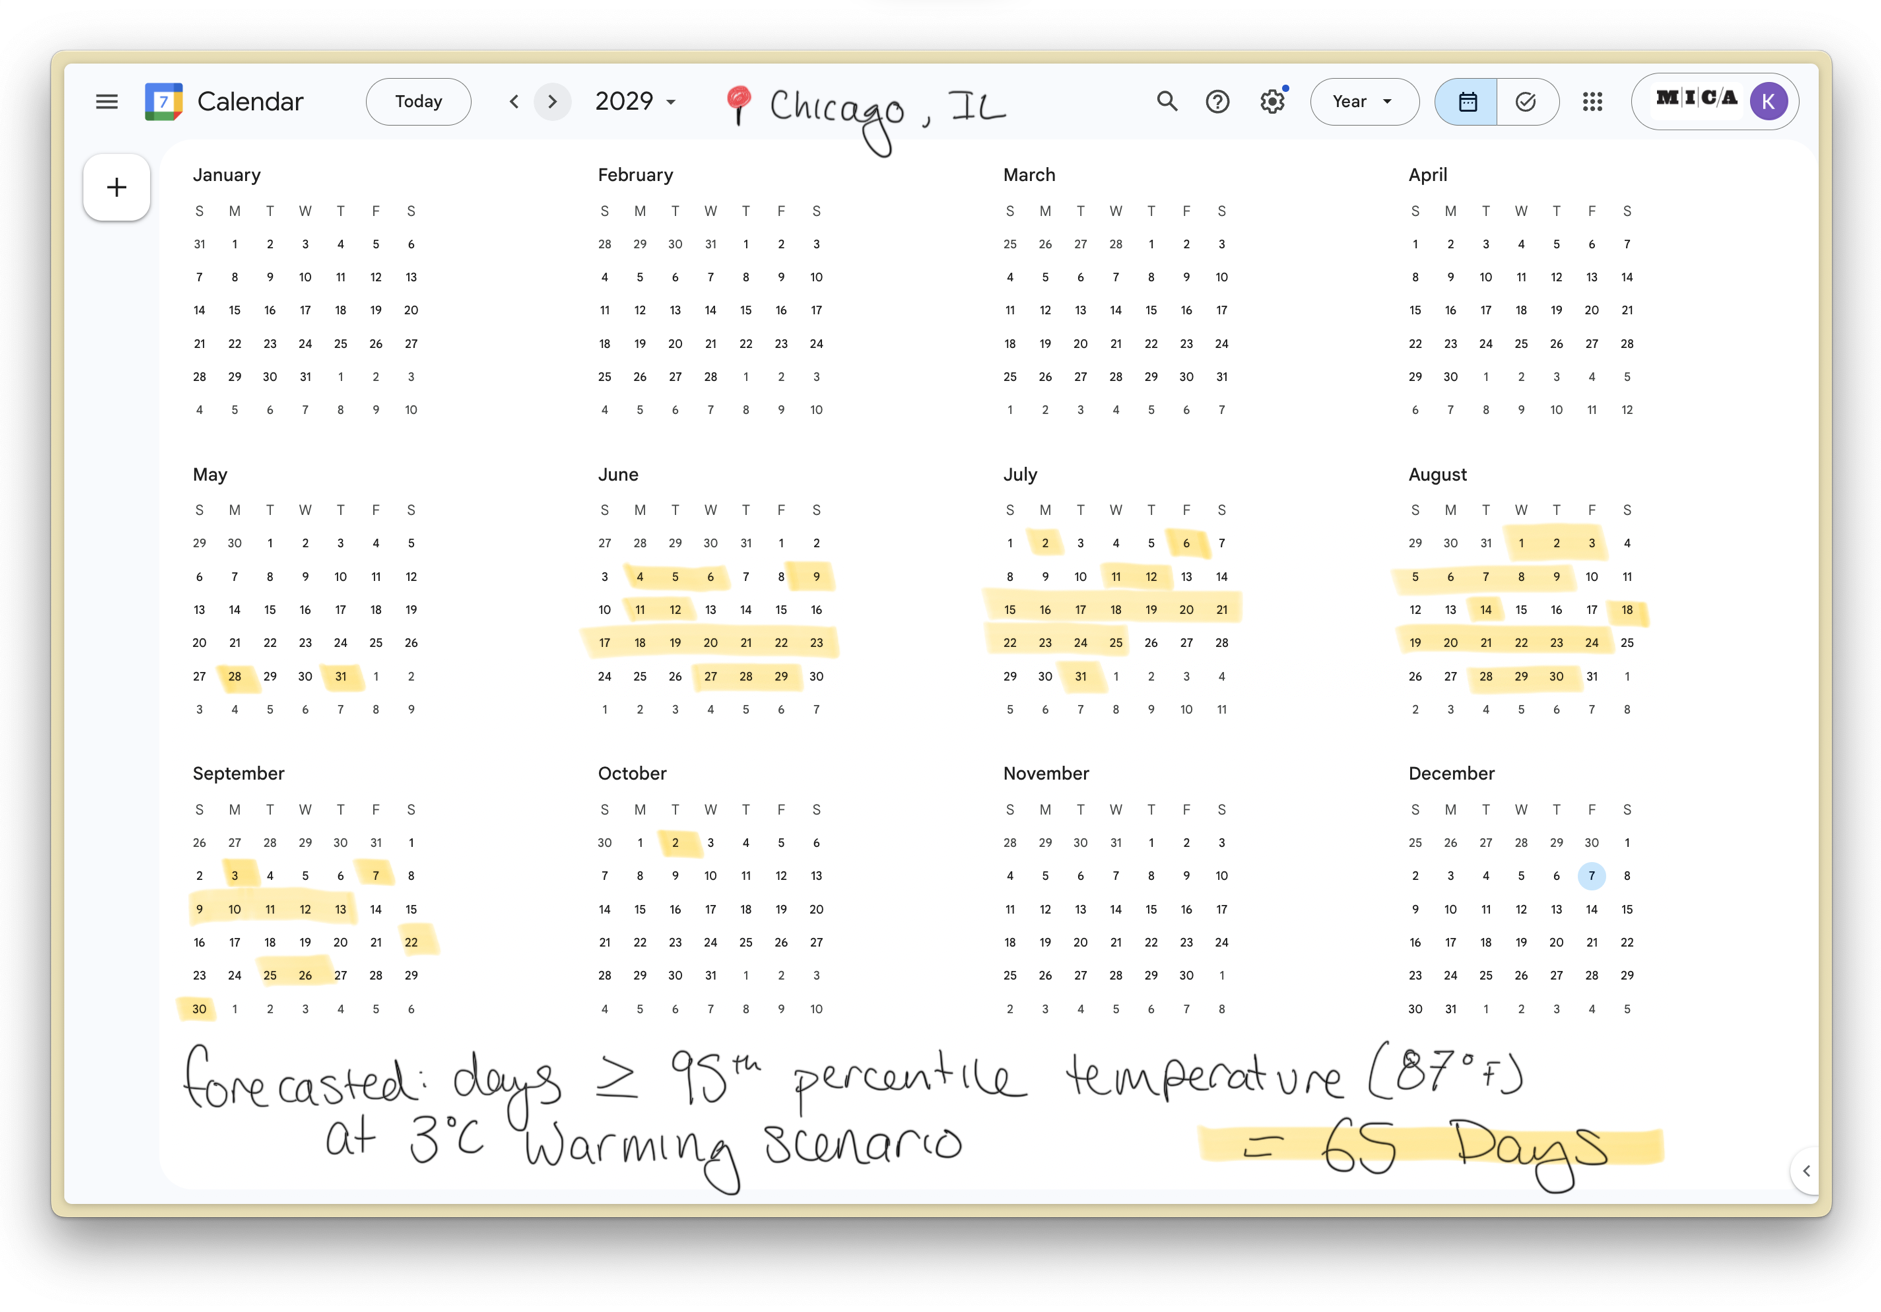 7 Calendar Today 2029 Chicago, IL Year M|I|C/A K
January February March April
S M T W T F S S M T W T F S S M T W T F S S M T W T F S
31 1 2 3 4 5 6 28 29 30 31 1 2 3 25 26 27 28 1 2 3 1 2 3 4 5 6 7
7 8 9 10 11 12 13 4 5 6 7 8 9 10 4 5 6 7 8 9 10 8 9 10 11 12 13 14
14 15 16 17 18 19 20 11 12 13 14 15 16 17 11 12 13 14 15 16 17 15 16 17 18 19 20 21
21 22 23 24 25 26 27 18 19 20 21 22 23 24 18 19 20 21 22 23 24 22 23 24 25 26 27 28
28 29 30 31 1 2 3 25 26 27 28 1 2 3 25 26 27 28 29 30 31 29 30 1 2 3 4 5
4 5 6 7 8 9 10 4 5 6 7 8 9 10 1 2 3 4 5 6 7 6 7 8 9 10 11 12
May June July August
S M T W T F S S M T W T F S S M T W T F S S M T W T F S
29 30 1 2 3 4 5 27 28 29 30 31 1 2 1 2 3 4 5 6 7 29 30 31 1 2 3 4
6 7 8 9 10 11 12 3 4 5 6 7 8 9 8 9 10 11 12 13 14 5 6 7 8 9 10 11
13 14 15 16 17 18 19 10 11 12 13 14 15 16 15 16 17 18 19 20 21 12 13 14 15 16 17 18
20 21 22 23 24 25 26 17 18 19 20 21 22 23 22 23 24 25 26 27 28 19 20 21 22 23 24 25
27 28 29 30 31 1 2 24 25 26 27 28 29 30 29 30 31 1 2 3 4 26 27 28 29 30 31 1
3 4 5 6 7 8 9 1 2 3 4 5 6 7 5 6 7 8 9 10 11 2 3 4 5 6 7 8
September October November December
S M T W T F S S M T W T F S S M T W T F S S M T W T F S
26 27 28 29 30 31 1 30 1 2 3 4 5 6 28 29 30 31 1 2 3 25 26 27 28 29 30 1
2 3 4 5 6 7 8 7 8 9 10 11 12 13 4 5 6 7 8 9 10 2 3 4 5 6 7 8
9 10 11 12 13 14 15 14 15 16 17 18 19 20 11 12 13 14 15 16 17 9 10 11 12 13 14 15
16 17 18 19 20 21 22 21 22 23 24 25 26 27 18 19 20 21 22 23 24 16 17 18 19 20 21 22
23 24 25 26 27 28 29 28 29 30 31 1 2 3 25 26 27 28 29 30 1 23 24 25 26 27 28 29
30 1 2 3 4 5 6 4 5 6 7 8 9 10 2 3 4 5 6 7 8 30 31 1 2 3 4 5
forecasted: days ≥ 95th percentile temperature (87°F)
at 3°C Warming scenario = 65 Days